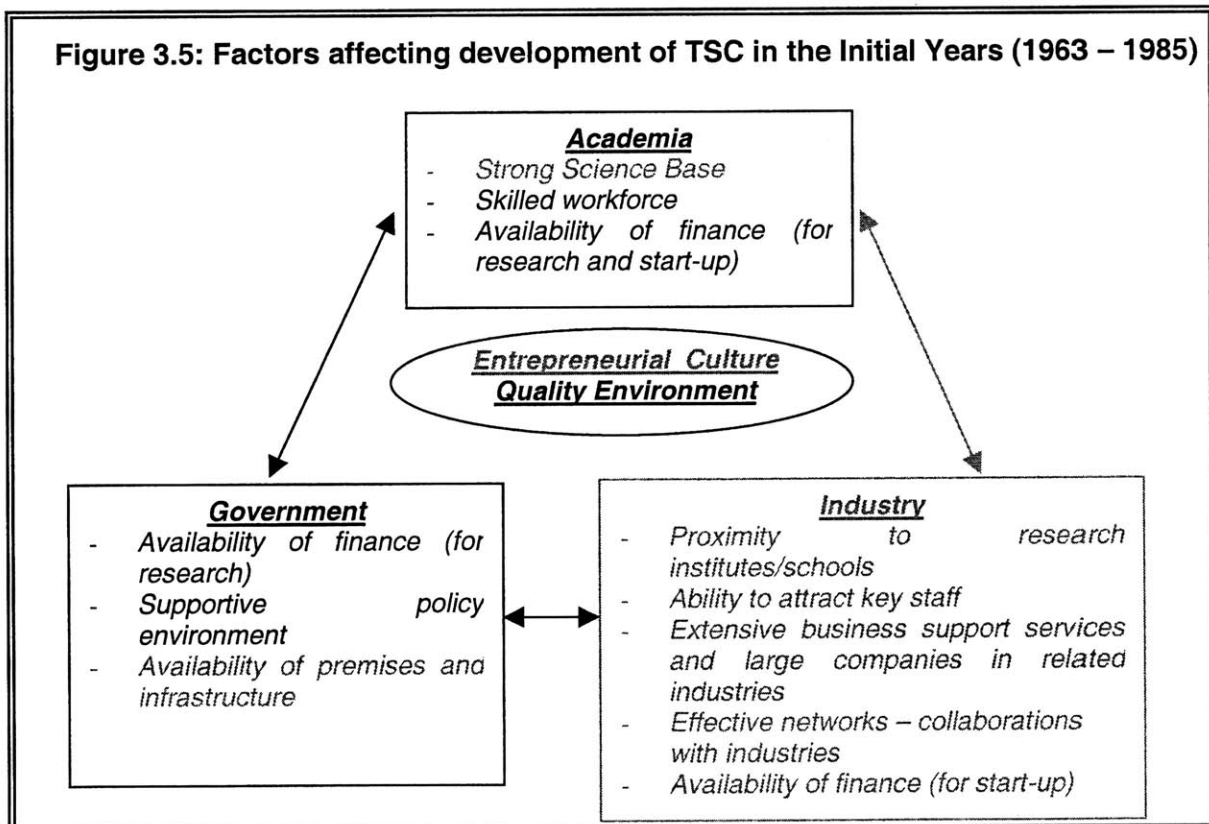 Figure 3.5: Factors affecting development of TSC in the Initial Years (1963 – 1985)
Academia
- Strong Science Base
- Skilled workforce
- Availability of finance (for
research and start-up)
Entrepreneurial Culture
Quality Environment
Government
- Availability of finance (for
research)
- Supportive policy
environment
- Availability of premises and
infrastructure
Industry
- Proximity to research
institutes/schools
- Ability to attract key staff
- Extensive business support services
and large companies in related
industries
- Effective networks – collaborations
with industries
- Availability of finance (for start-up)